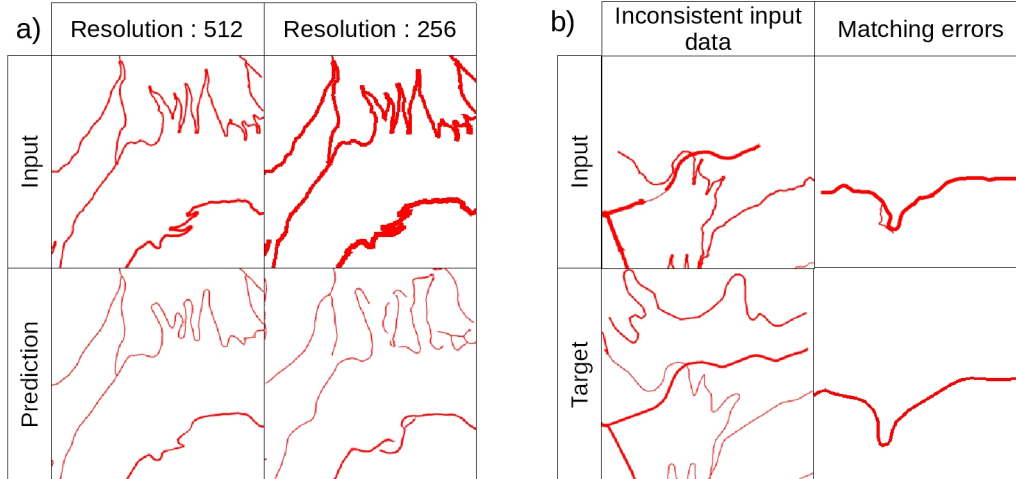 a)
Resolution : 512
Resolution : 256
Input
Prediction
b)
Inconsistent input
data
Matching errors
Input
Target